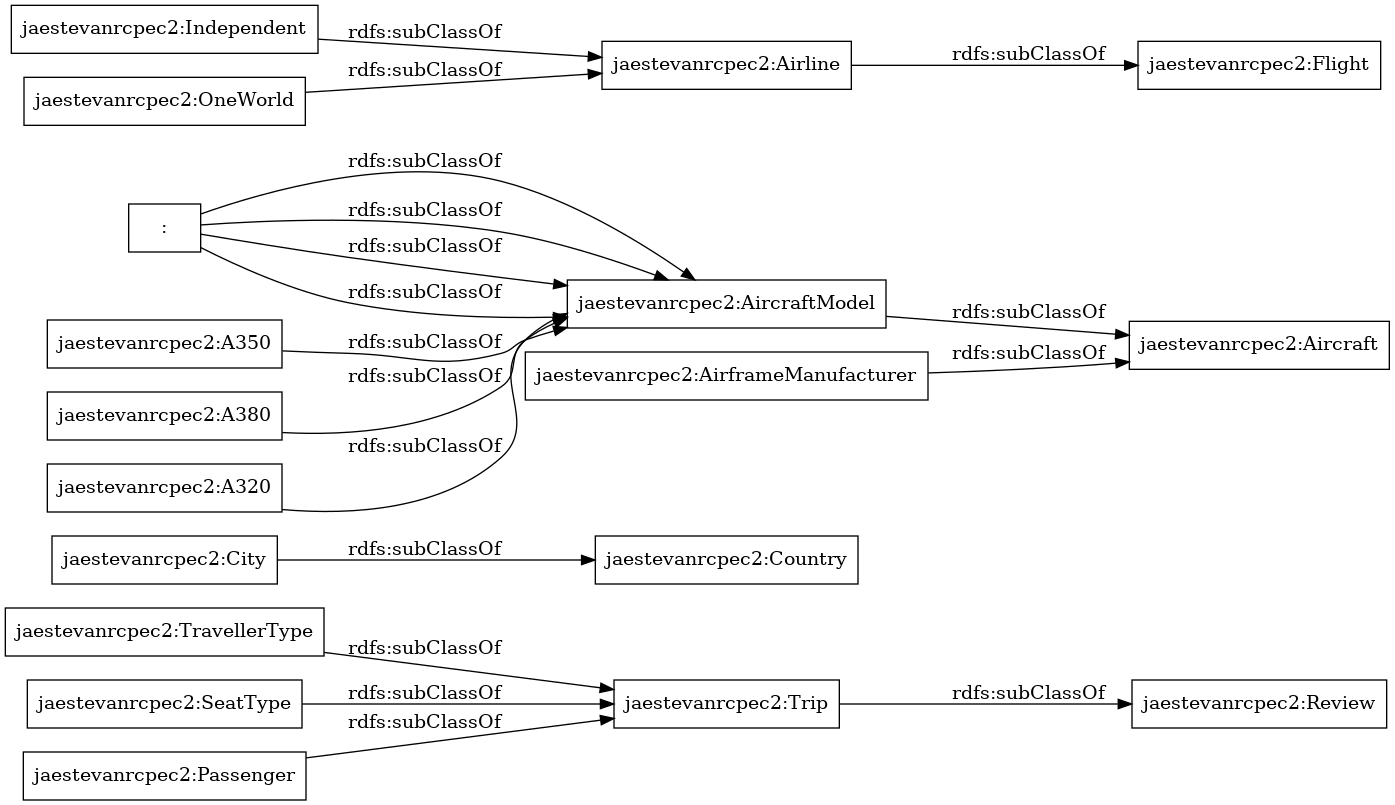 jaestevanrcpec2:Independent
rdfs:subClassOf
jaestevanrcpec2:OneWorld
rdfs:subClassOf
jaestevanrcpec2:Airline
rdfs:subClassOf
jaestevanrcpec2:Flight
:
rdfs:subClassOf
rdfs:subClassOf
rdfs:subClassOf
rdfs:subClassOf
jaestevanrcpec2:A350
rdfs:subClassOf
jaestevanrcpec2:A380
rdfs:subClassOf
jaestevanrcpec2:A320
rdfs:subClassOf
jaestevanrcpec2:AircraftModel
rdfs:subClassOf
jaestevanrcpec2:AirframeManufacturer
rdfs:subClassOf
jaestevanrcpec2:Aircraft
jaestevanrcpec2:City
rdfs:subClassOf
jaestevanrcpec2:Country
jaestevanrcpec2:TravellerType
rdfs:subClassOf
jaestevanrcpec2:SeatType
rdfs:subClassOf
jaestevanrcpec2:Passenger
rdfs:subClassOf
jaestevanrcpec2:Trip
rdfs:subClassOf
jaestevanrcpec2:Review